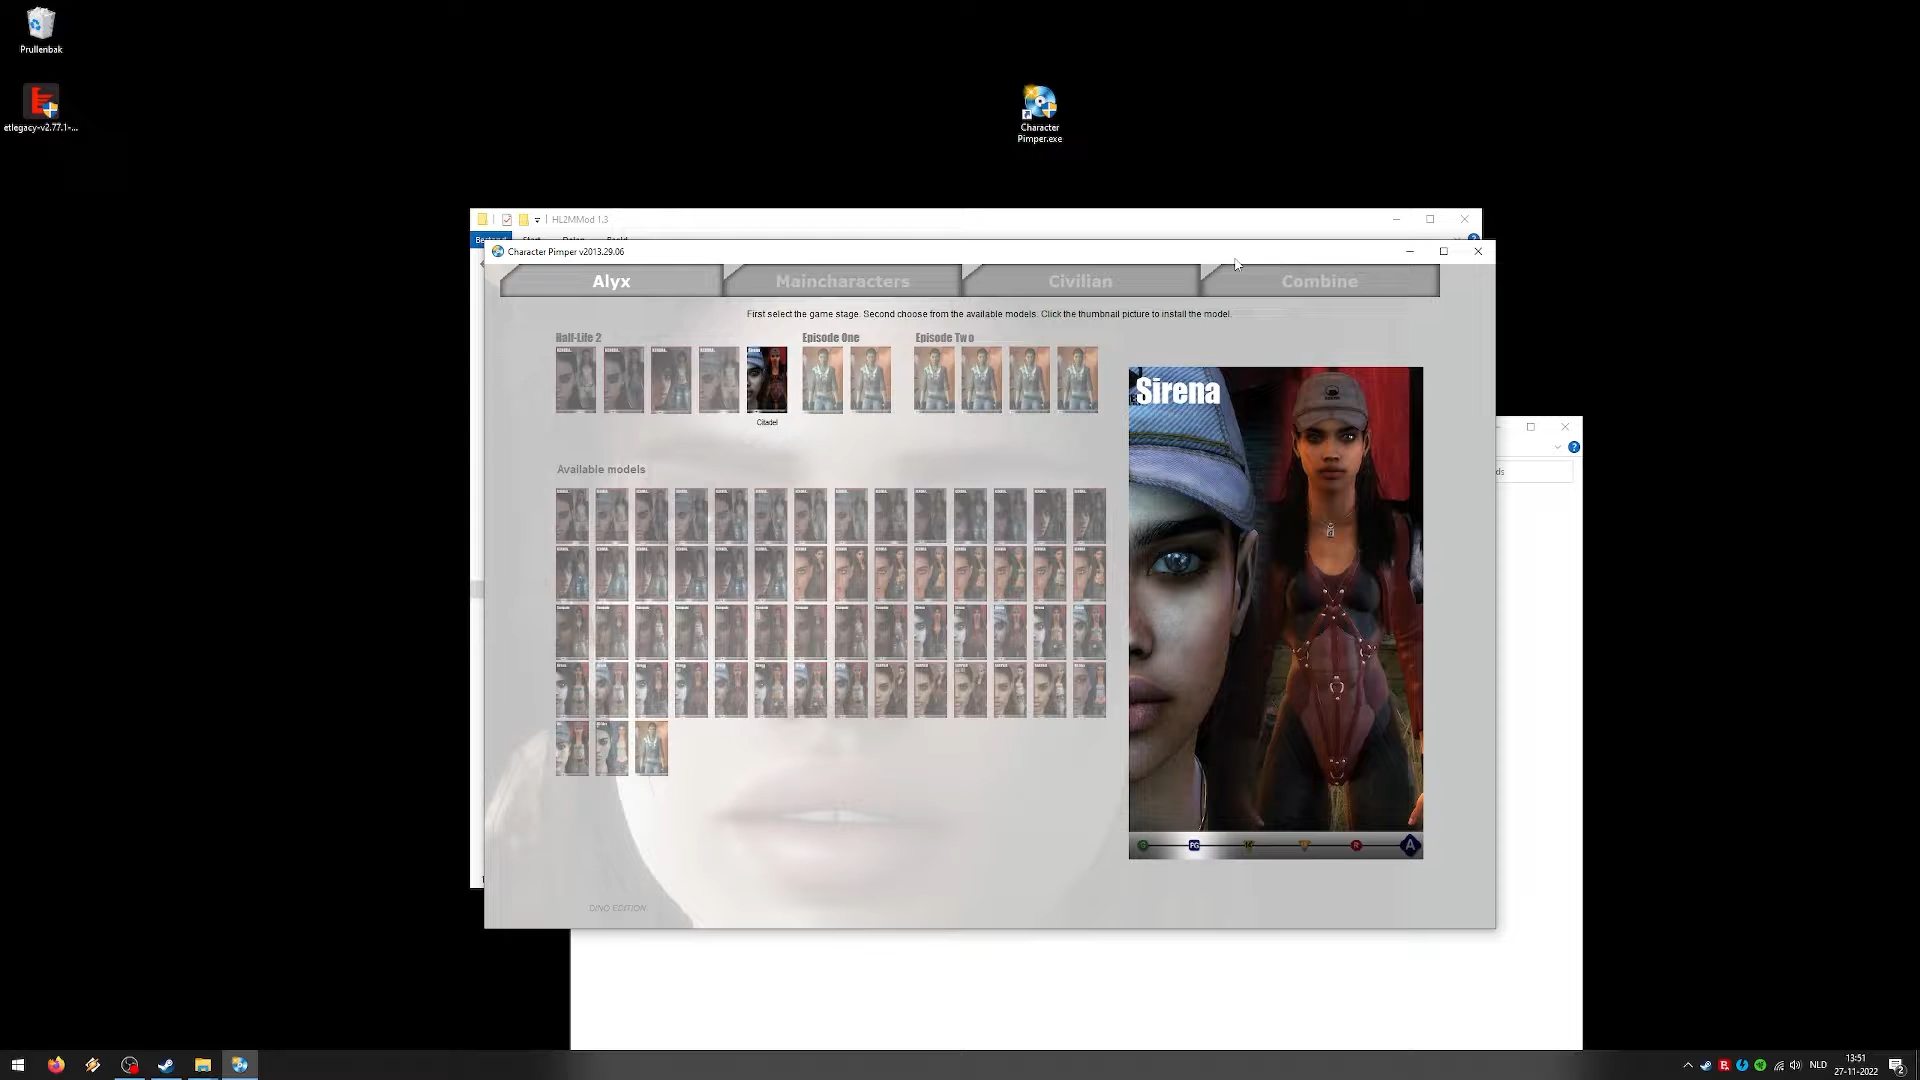 Prullenbak
etlegacy-v2.77.1-...
Character
Pimper.exe
HL2MMod 1.3
Character Pimper v2013.29.06
Alyx
Maincharacters
Civilian
Combine
First select the game stage. Second choose from the available models. Click the thumbnail picture to install the model.
Half-Life 2
Episode One
Episode Two
Citadel
Available models
Sirena
G
PG
R
A
DINO EDITION
ds
NLD
13:51
27-11-2022
2